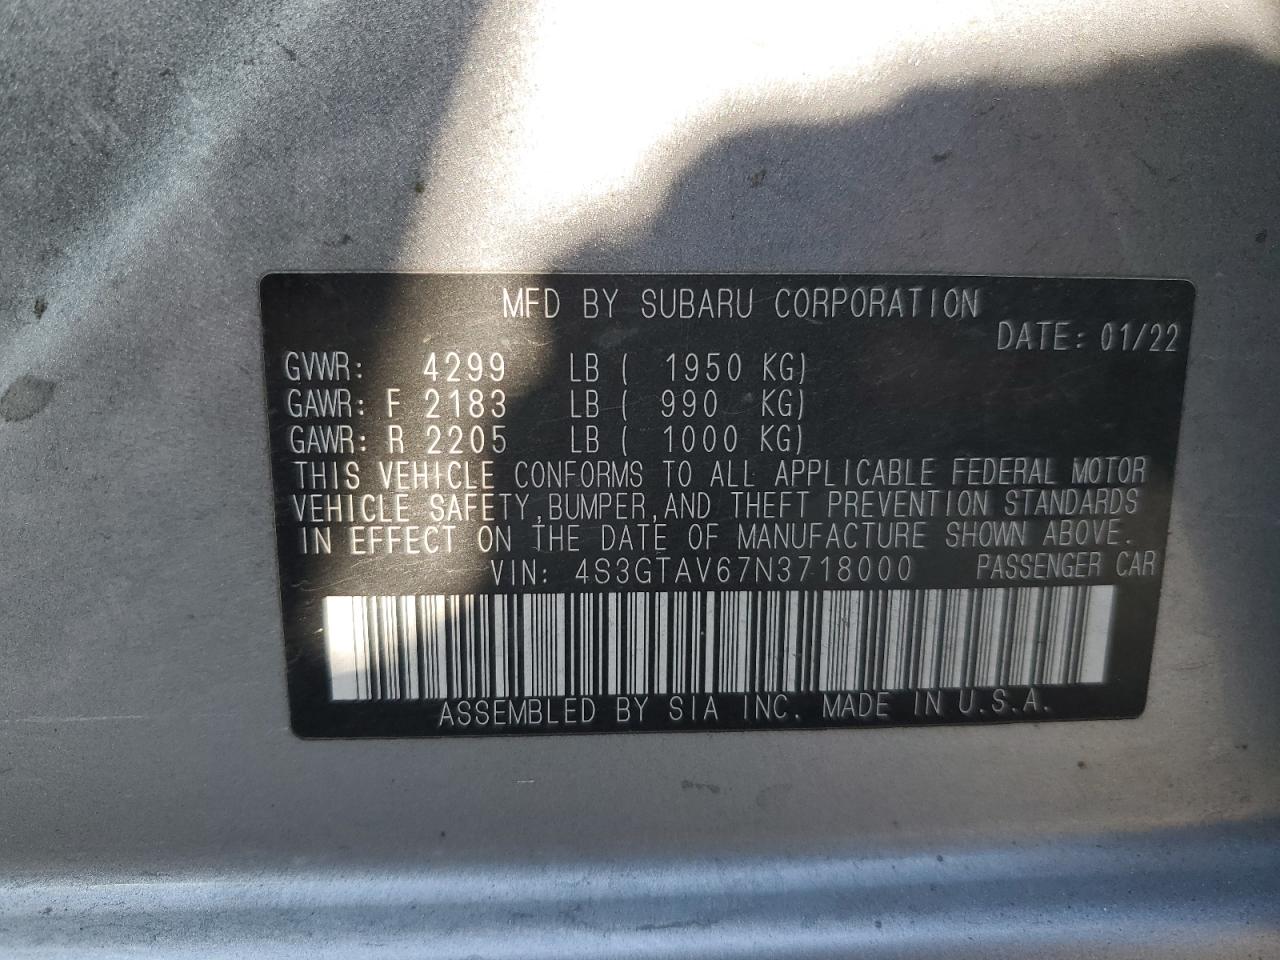 MFD BY SUBARU CORPORATION
DATE: 01/22
GVWR: 4299 LB ( 1950 KG)
GAWR: F 2183 LB ( 990 KG)
GAWR: R 2205 LB ( 1000 KG)
THIS VEHICLE CONFORMS TO ALL APPLICABLE FEDERAL MOTOR
VEHICLE SAFETY,BUMPER,AND THEFT PREVENTION STANDARDS
IN EFFECT ON THE DATE OF MANUFACTURE SHOWN ABOVE.
VIN: 4S3GTAV67N3718000 PASSENGER CAR
ASSEMBLED BY SIA INC. MADE IN U.S.A.